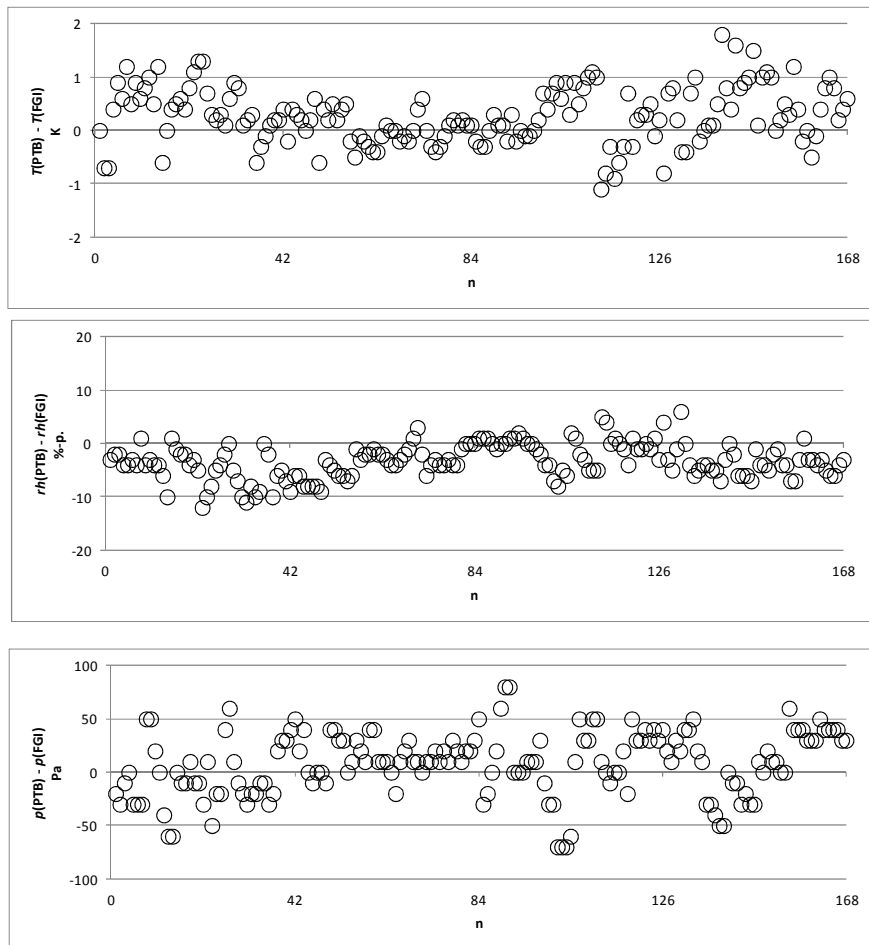 2
1
0
-1
-2
T(PTB) - T(FGI)
K
0 42 84 126 168
n
20
10
0
-10
-20
rh(PTB) - rh(FGI)
%-p.
0 42 84 126 168
n
100
50
0
-50
-100
p(PTB) - p(FGI)
Pa
0 42 84 126 168
n